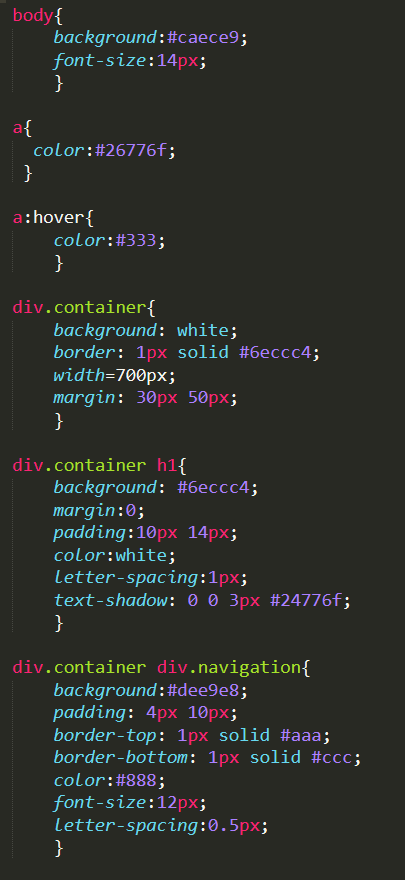 body{
    background:#caece9;
    font-size:14px;
    }

a{
  color:#26776f;
 }

a:hover{
    color:#333;
    }

div.container{
    background: white;
    border: 1px solid #6eccc4;
    width=700px;
    margin: 30px 50px;
    }

div.container h1{
    background: #6eccc4;
    margin:0;
    padding:10px 14px;
    color:white;
    letter-spacing:1px;
    text-shadow: 0 0 3px #24776f;
    }

div.container div.navigation{
    background:#dee9e8;
    padding: 4px 10px;
    border-top: 1px solid #aaa;
    border-bottom: 1px solid #ccc;
    color:#888;
    font-size:12px;
    letter-spacing:0.5px;
    }